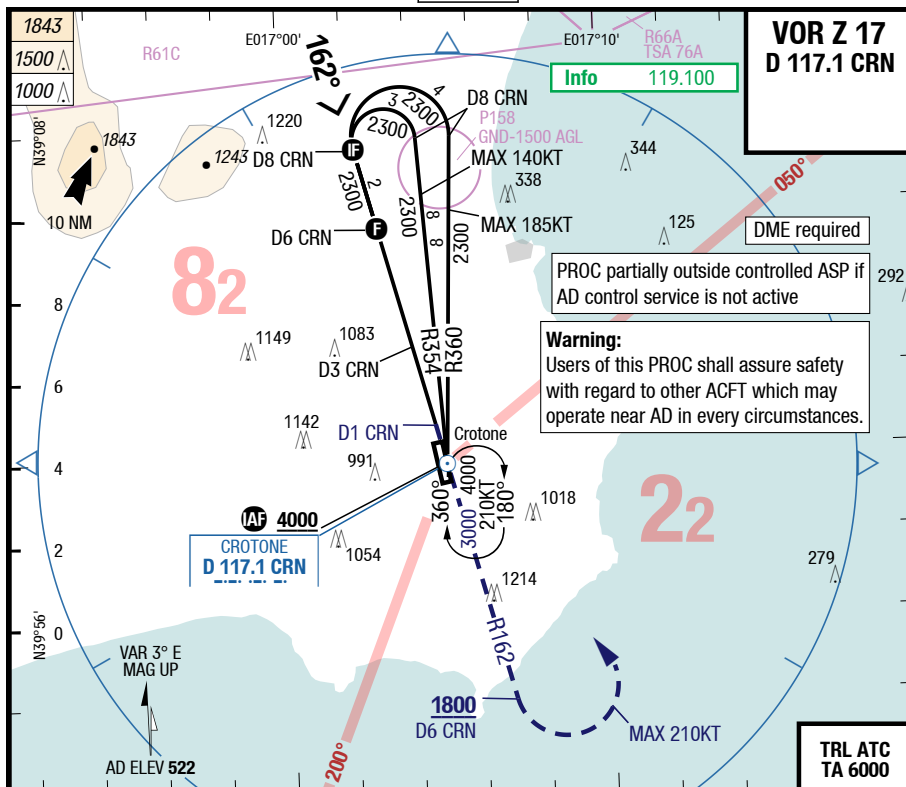 1843
1500
1000
R61C
E017°00'
E017°10'
R66A
TSA 76A
VOR Z 17
D 117.1 CRN
Info 119.100
162°
N39°08'
1843
10 NM
1243
1220
D8 CRN
IF
3
2300
4
2300
D8 CRN
P158
GND-1500 AGL
MAX 140KT
338
344
050°
2
2300
2300
8
8
2300
MAX 185KT
D6 CRN
F
125
DME required
PROC partially outside controlled ASP if
AD control service is not active
292
82
8
1149
1083
D3 CRN
R354
R360
Warning:
Users of this PROC shall assure safety
with regard to other ACFT which may
operate near AD in every circumstances.
6
1142
D1 CRN
Crotone
991
4
360°
4000
210KT
180°
1018
22
IAF 4000
CROTONE
D 117.1 CRN
1054
3000
2
279
1214
N39°56'
0
R162
VAR 3° E
MAG UP
1800
D6 CRN
MAX 210KT
AD ELEV 522
200°
TRL ATC
TA 6000